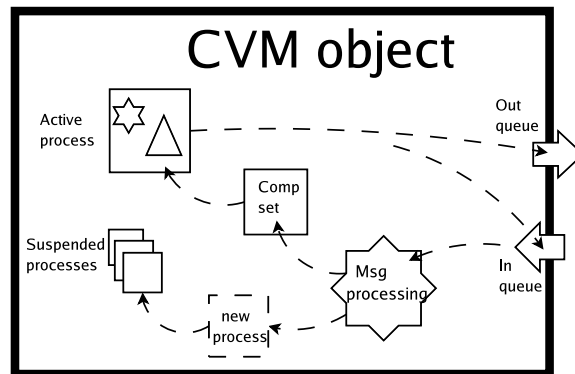 CVM object
Active
process
Out
queue
Comp
set
Suspended
processes
Msg
processing
In
queue
new
process